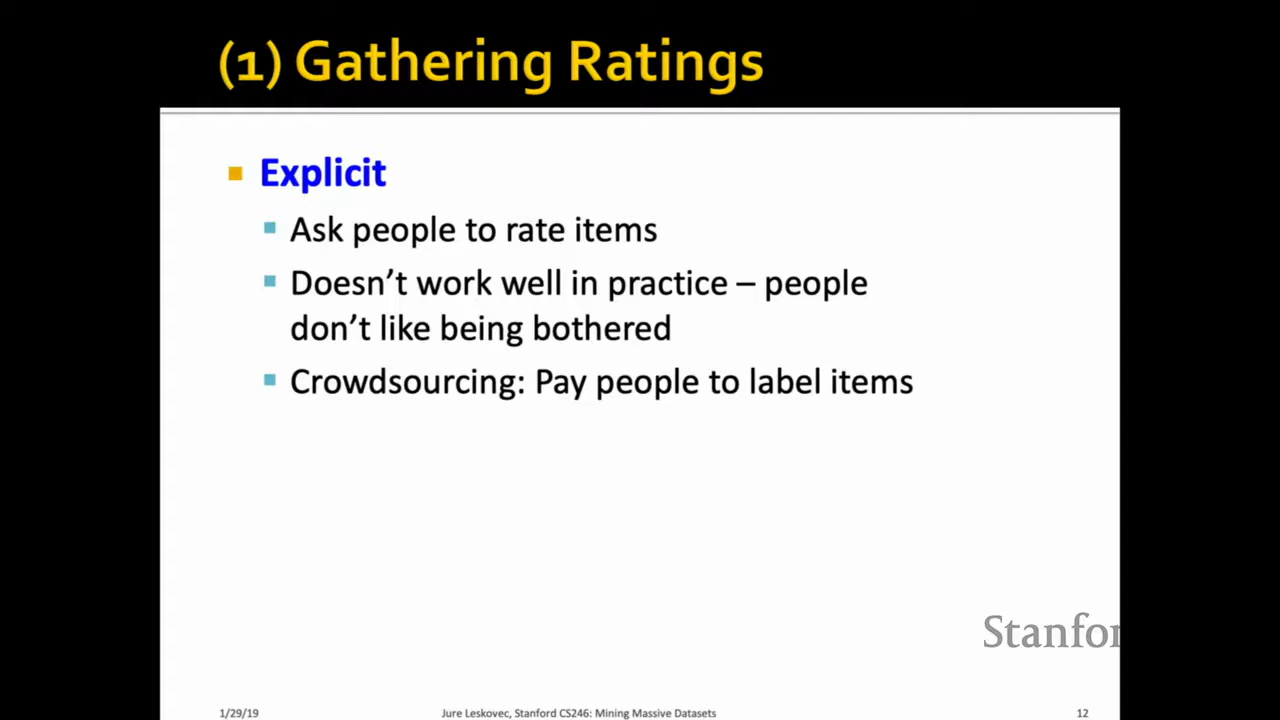 (1) Gathering Ratings
Explicit
Ask people to rate items
Doesn't work well in practice – people
don't like being bothered
Crowdsourcing: Pay people to label items
Stanfor
1/29/19 Jure Leskovec, Stanford CS246: Mining Massive Datasets 12